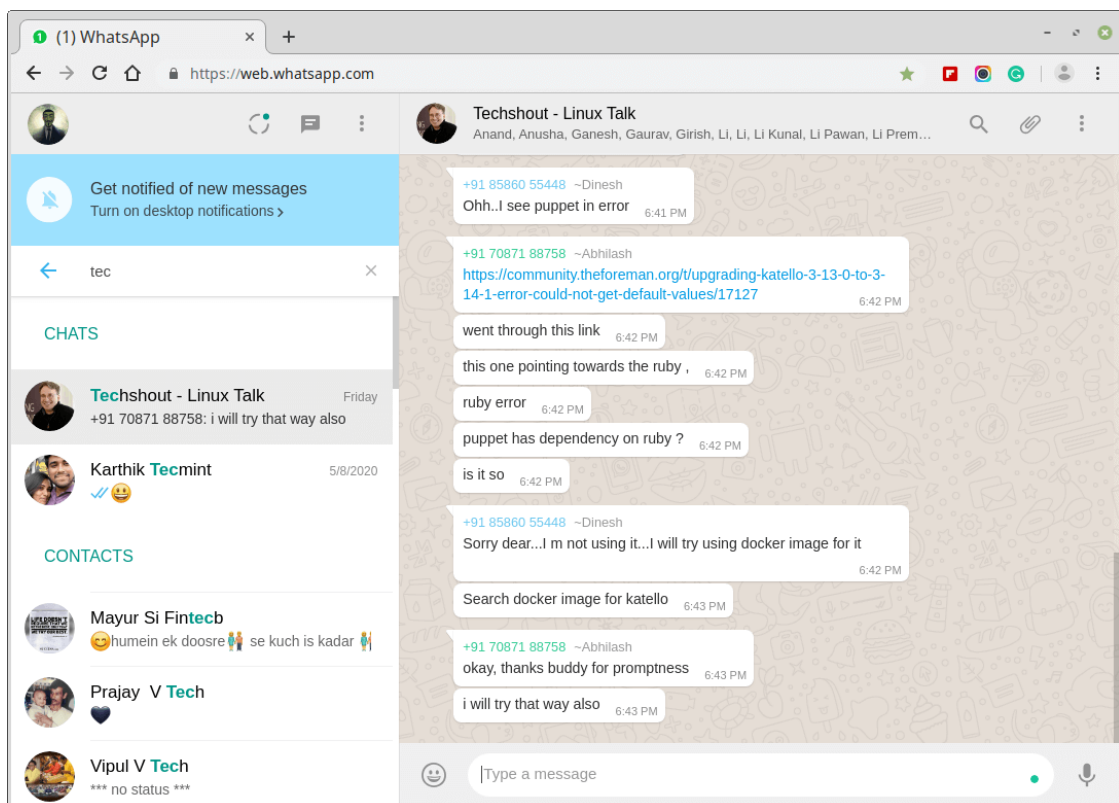 (1) WhatsApp
https://web.whatsapp.com
Get notified of new messages
Turn on desktop notifications >
tec
CHATS
Techshout - Linux Talk
Friday
+91 70871 88758: i will try that way also
Karthik Tecmint
5/8/2020
CONTACTS
Mayur Si Fintecb
😊humein ek doosre👬 se kuch is kadar 👬
Prajay V Tech
🖤
Vipul V Tech
*** no status ***
Techshout - Linux Talk
Anand, Anusha, Ganesh, Gaurav, Girish, Li, Li, Li Kunal, Li Pawan, Li Prem…
+91 85860 55448 ~Dinesh
Ohh..I see puppet in error 6:41 PM
+91 70871 88758 ~Abhilash
https://community.theforeman.org/t/upgrading-katello-3-13-0-to-3-
14-1-error-could-not-get-default-values/17127
6:42 PM
went through this link 6:42 PM
this one pointing towards the ruby , 6:42 PM
ruby error 6:42 PM
puppet has dependency on ruby ? 6:42 PM
is it so 6:42 PM
+91 85860 55448 ~Dinesh
Sorry dear...I m not using it...I will try using docker image for it
6:42 PM
Search docker image for katello 6:43 PM
+91 70871 88758 ~Abhilash
okay, thanks buddy for promptness 6:43 PM
i will try that way also 6:43 PM
Type a message